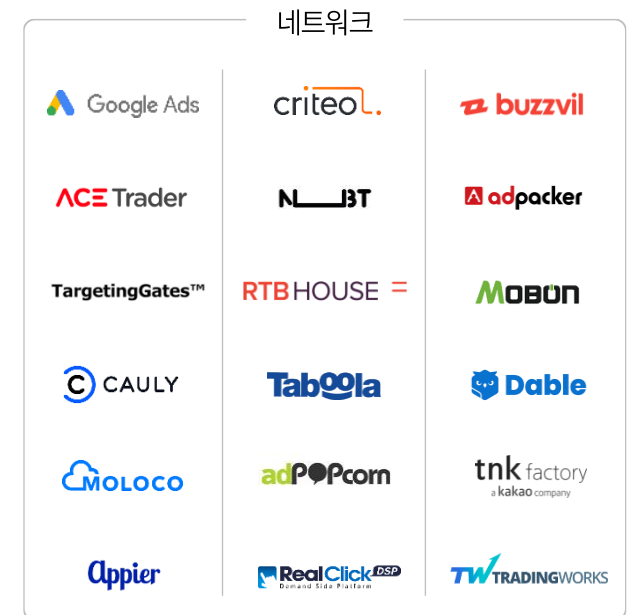 네트워크
Google Ads
criteo
buzzvil
ACE Trader
N BT
adpacker
TargetingGates™
RTB HOUSE
MOBON
CAULY
Taboola
Dable
MOLOCO
adPOPcorn
tnk factory
a kakao company
appier
RealClick DSP
Demand Side Platform
TW TRADINGWORKS